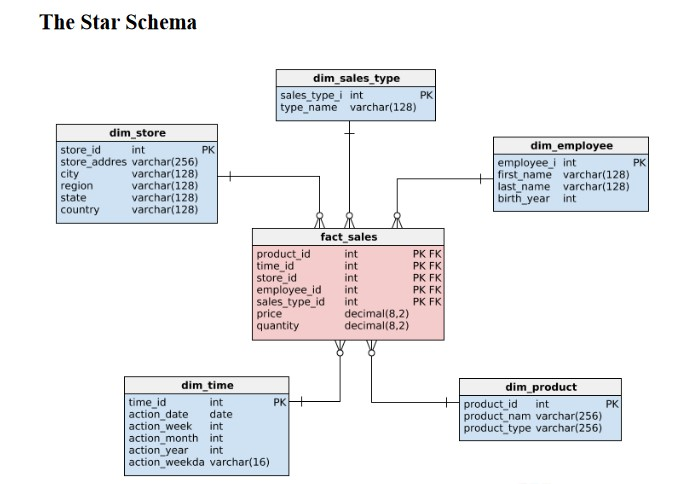 The Star Schema
dim_sales_type
sales_type_i int PK
type_name varchar(128)
dim_store
store_id int PK
store_addres varchar(256)
city varchar(128)
region varchar(128)
state varchar(128)
country varchar(128)
dim_employee
employee_i int PK
first_name varchar(128)
last_name varchar(128)
birth_year int
fact_sales
product_id int PK FK
time_id int PK FK
store_id int PK FK
employee_id int PK FK
sales_type_id int PK FK
price decimal(8,2)
quantity decimal(8,2)
dim_time
time_id int PK
action_date date
action_week int
action_month int
action_year int
action_weekda varchar(16)
dim_product
product_id int PK
product_nam varchar(256)
product_type varchar(256)